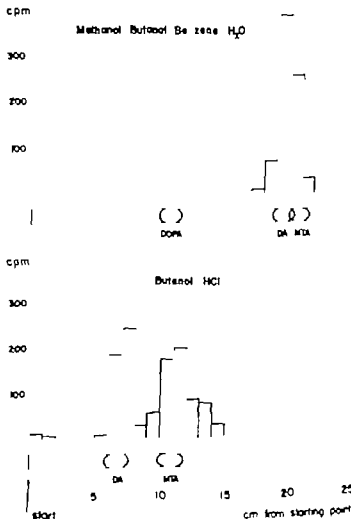 cpm
Methanol Butanol Be zene H₂O
300
200
100
( ) ( ) ( )
DOPA DA MTA
cpm
Butanol HCl
300
200
100
( ) ( )
DA MTA
start 5 10 15 20 25
cm from starting point